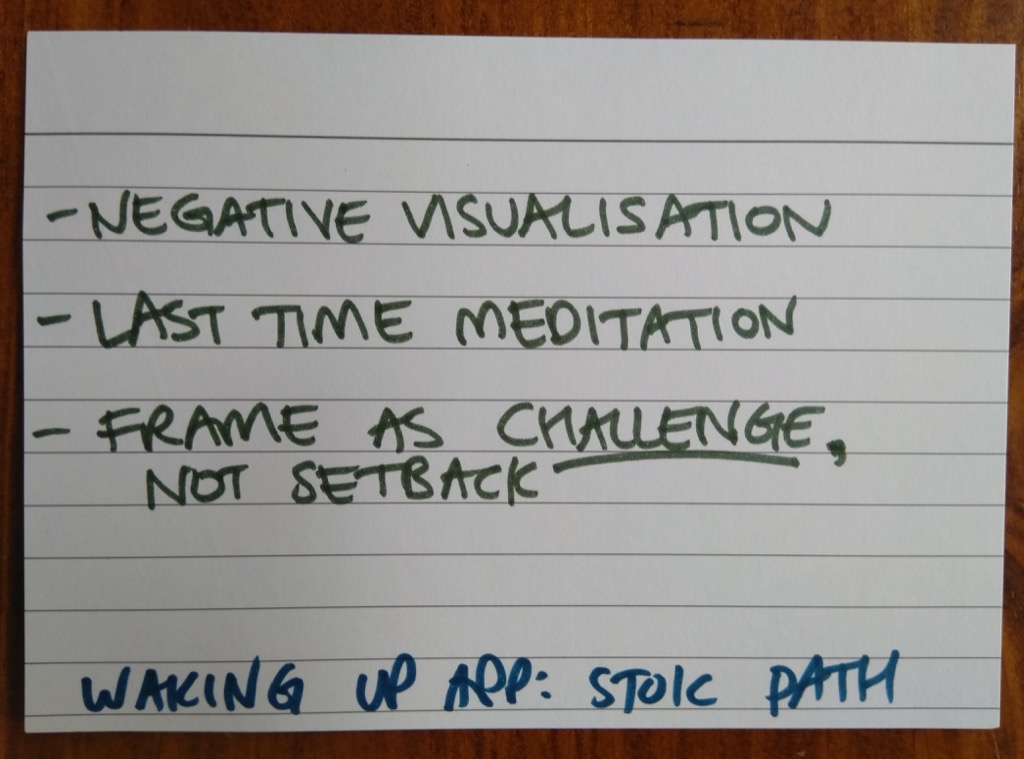 - NEGATIVE VISUALISATION
- LAST TIME MEDITATION
- FRAME AS CHALLENGE,
NOT SETBACK
WAKING UP APP: STOIC PATH